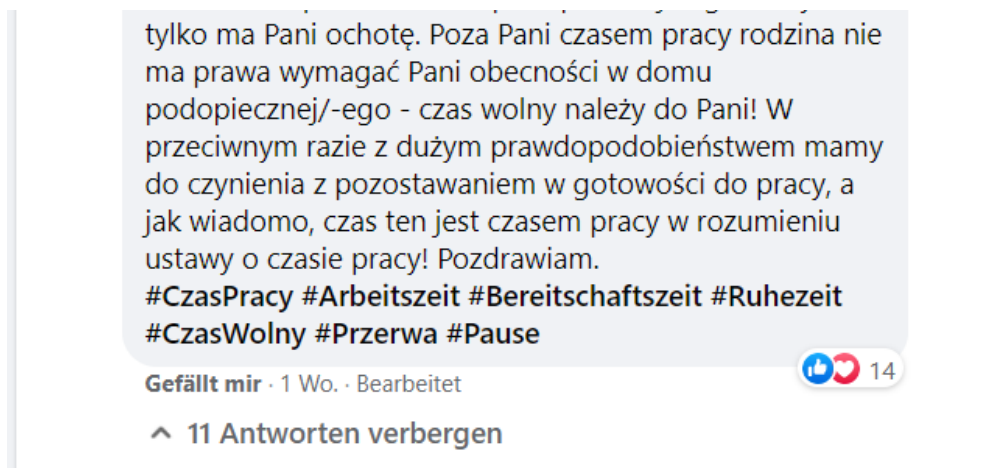 tylko ma Pani ochotę. Poza Pani czasem pracy rodzina nie
ma prawa wymagać Pani obecności w domu
podopiecznej/-ego - czas wolny należy do Pani! W
przeciwnym razie z dużym prawdopodobieństwem mamy
do czynienia z pozostawaniem w gotowości do pracy, a
jak wiadomo, czas ten jest czasem pracy w rozumieniu
ustawy o czasie pracy! Pozdrawiam.
#CzasPracy #Arbeitszeit #Bereitschaftszeit #Ruhezeit
#CzasWolny #Przerwa #Pause
14
Gefällt mir · 1 Wo. · Bearbeitet
11 Antworten verbergen